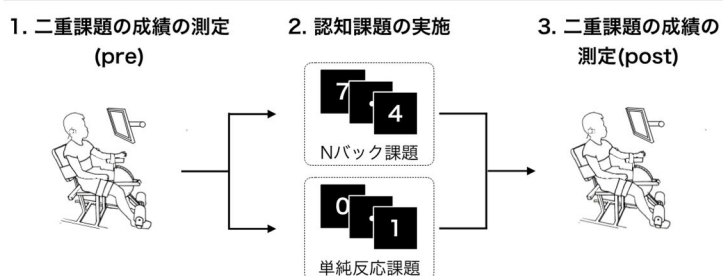 1. 二重課題の成績の測定
(pre)
2. 認知課題の実施
3. 二重課題の成績の
測定(post)
7
4
Nバック課題
0
1
単純反応課題